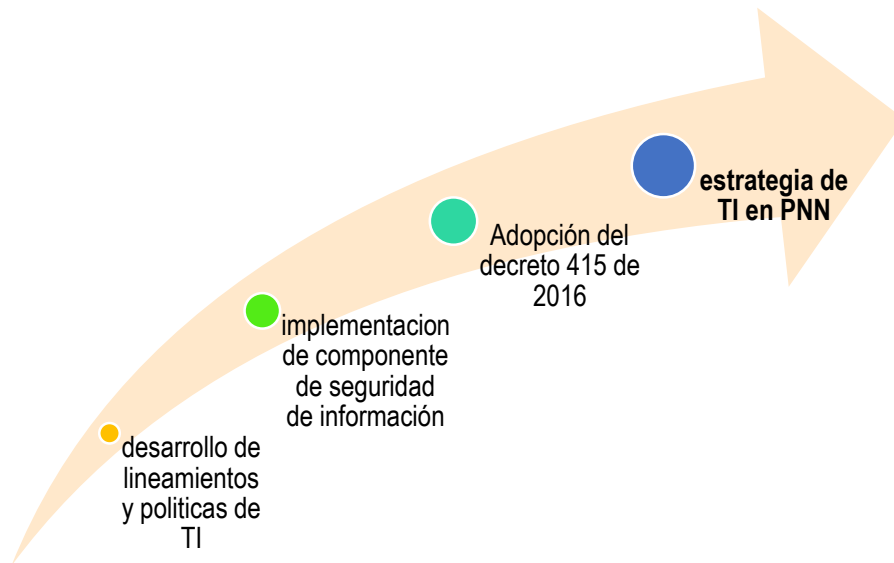 desarrollo de
lineamientos
y politicas de
TI
implementacion
de componente
de seguridad
de información
Adopción del
decreto 415 de
2016
estrategia de
TI en PNN